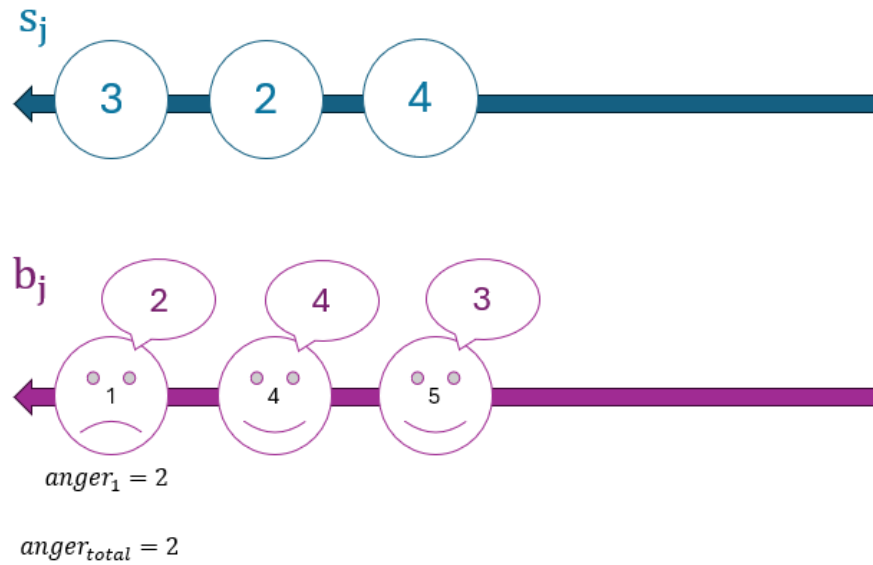 s_j
3 2 4
b_j
2 4 3
1 4 5
anger_1 = 2
anger_total = 2